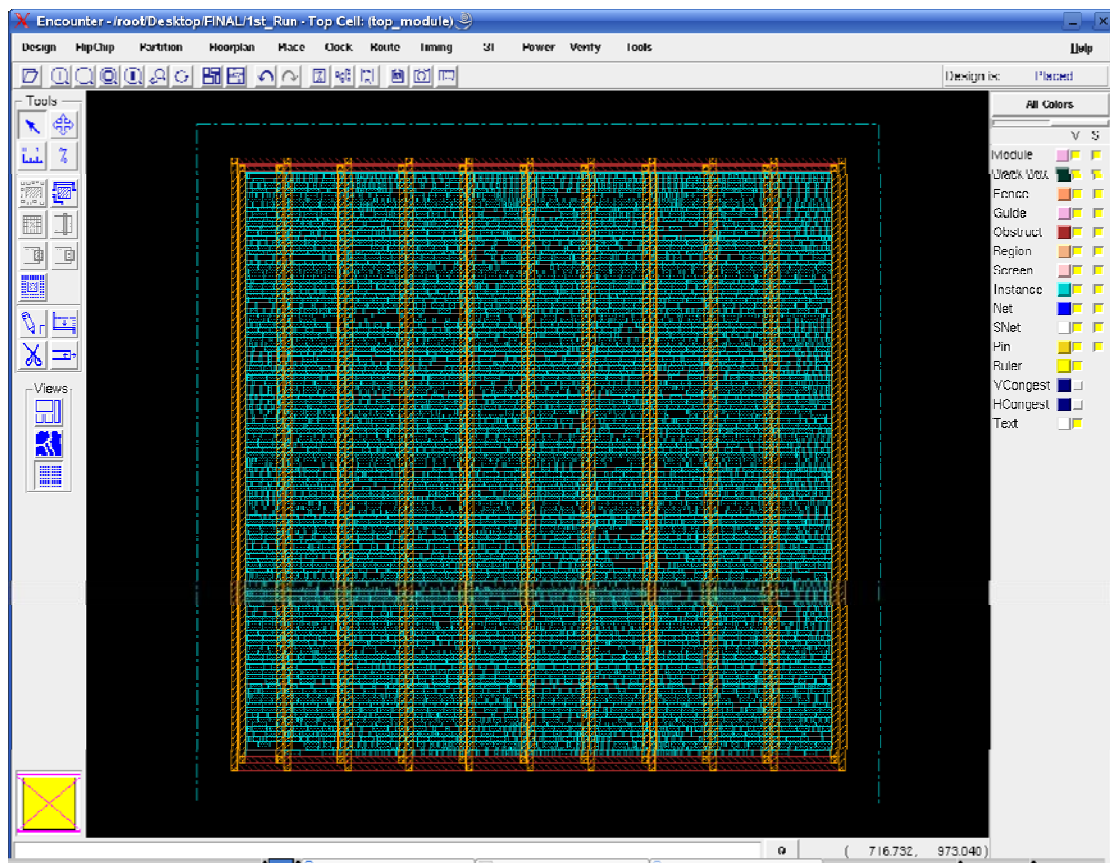 Encounter - /root/Desktop/FINAL/1st_Run - Top Cell: (top_module)
Design FlipChip Partition Floorplan Place Clock Route Timing SI Power Verify Tools Help
Design is: Placed
Tools
All Colors
V S
Module
Black Box
Fence
Guide
Obstruct
Region
Screen
Instance
Net
SNet
Pin
Ruler
VCongest
HCongest
Text
Views
Q ( 716.732, 973.040)